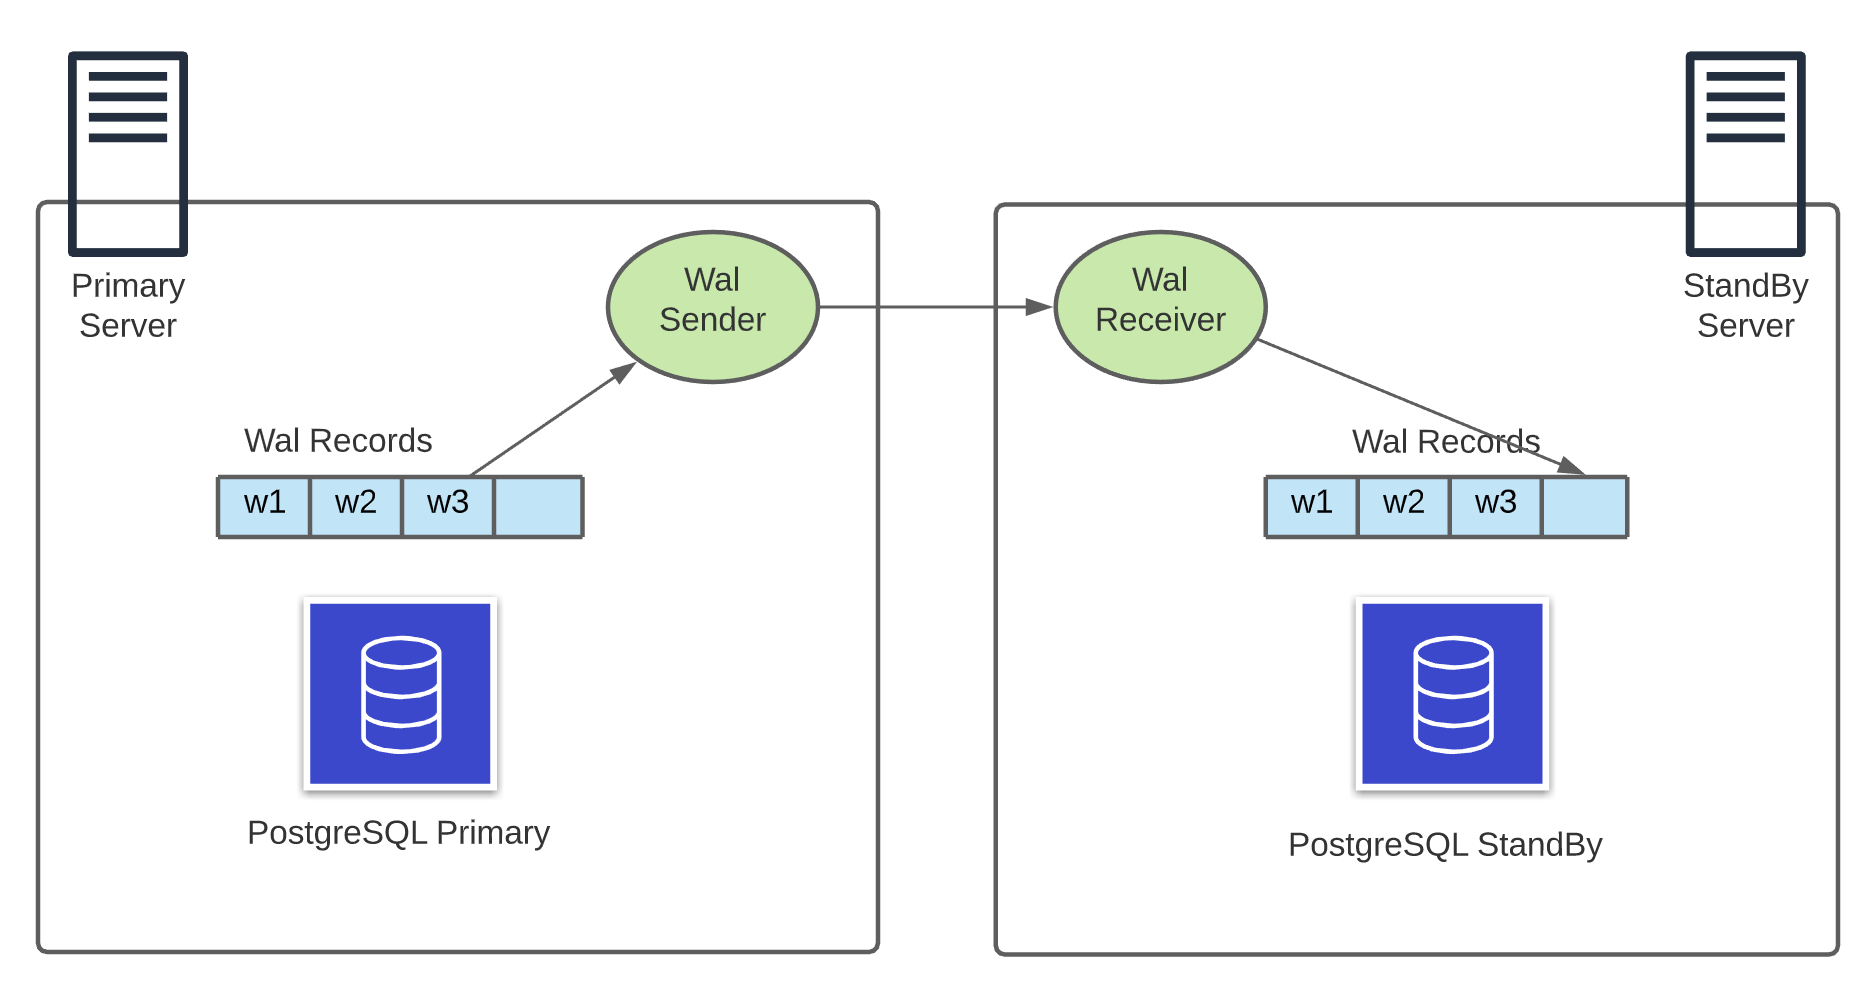 Primary
Server
Wal
Sender
Wal Records
w1 w2 w3
PostgreSQL Primary
Wal
Receiver
StandBy
Server
Wal Records
w1 w2 w3
PostgreSQL StandBy